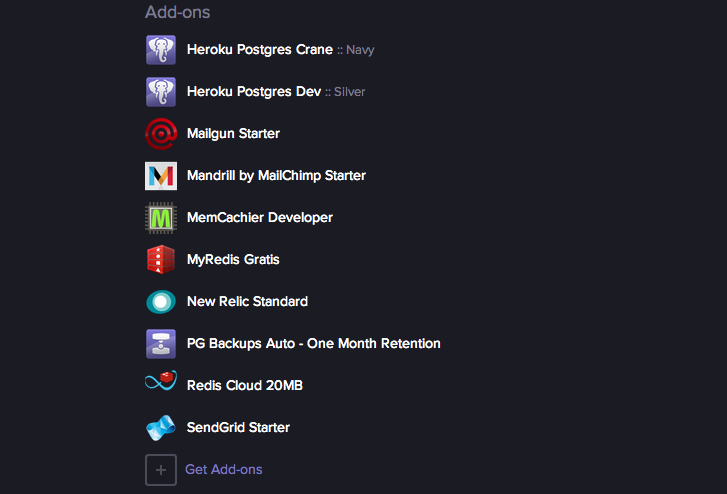 Add-ons
Heroku Postgres Crane :: Navy
Heroku Postgres Dev :: Silver
Mailgun Starter
Mandrill by MailChimp Starter
MemCachier Developer
MyRedis Gratis
New Relic Standard
PG Backups Auto - One Month Retention
Redis Cloud 20MB
SendGrid Starter
Get Add-ons